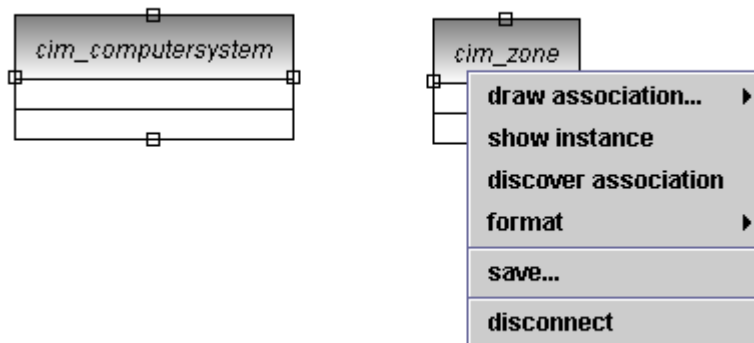 cim_computersystem
cim_zone
draw association...
show instance
discover association
format
save...
disconnect